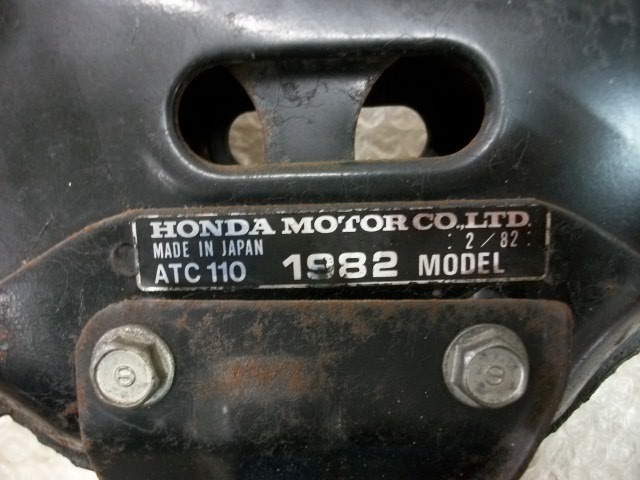 HONDA MOTOR CO., LTD.
MADE IN JAPAN : 2 / 82 :
ATC 110 1982 MODEL